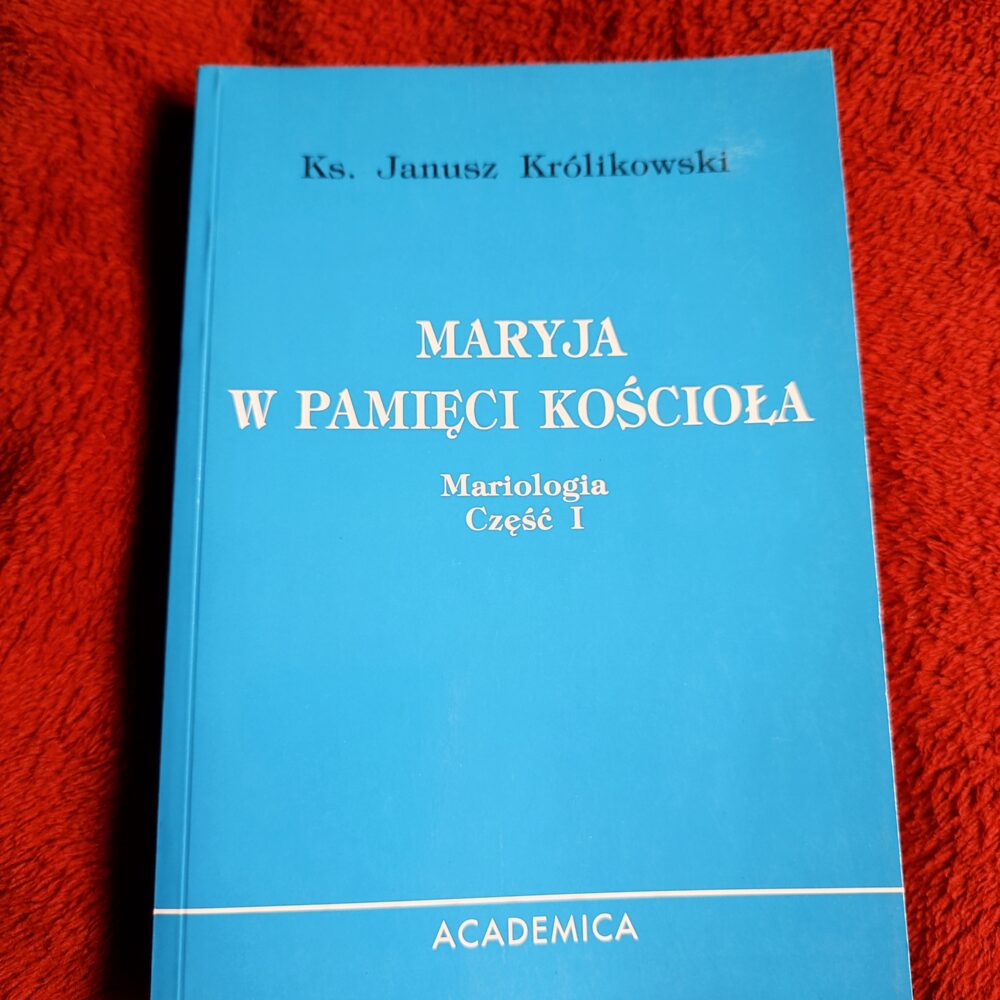 Ks. Janusz Królikowski
MARYJA
W PAMIĘCI KOŚCIOŁA
Mariologia
Część I
ACADEMICA